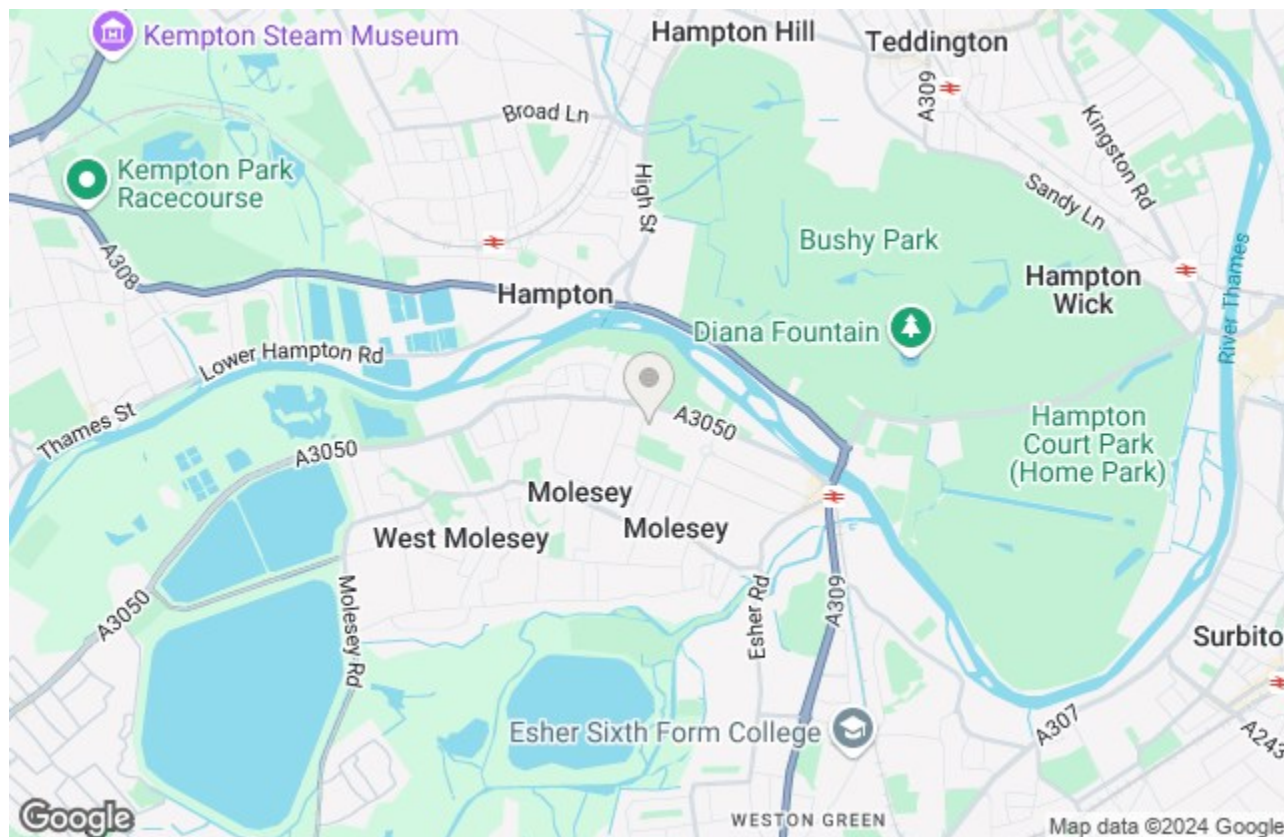 Kempton Steam Museum
Hampton Hill
Teddington
A309
Broad Ln
Kingston Rd
Kempton Park
Racecourse
High St
Sandy Ln
Bushy Park
A308
River Thames
Hampton
Wick
Hampton
Diana Fountain
Lower Hampton Rd
Thames St
A3050
A3050
Hampton
Court Park
(Home Park)
Molesey
Molesey
West Molesey
A3050
Molesey Rd
Esher Rd
A309
Surbito
Esher Sixth Form College
A307
A243
WESTON GREEN
Google
Map data ©2024 Google